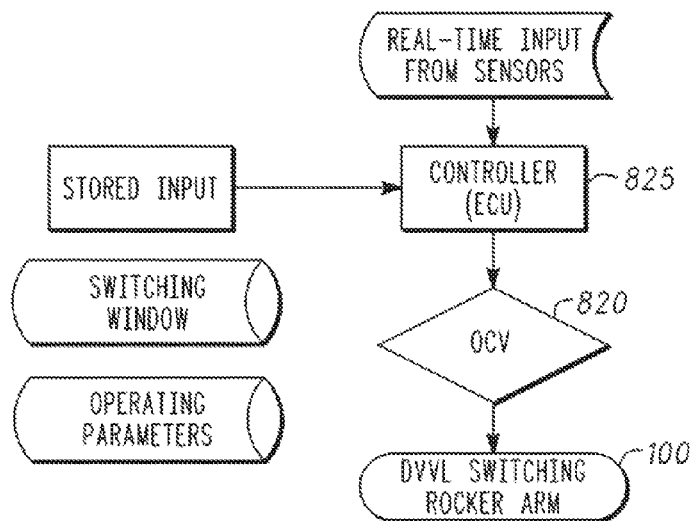 REAL-TIME INPUT
FROM SENSORS
STORED INPUT
CONTROLLER
(ECU)
825
SWITCHING
WINDOW
820
OCV
OPERATING
PARAMETERS
DVVL SWITCHING
ROCKER ARM
100